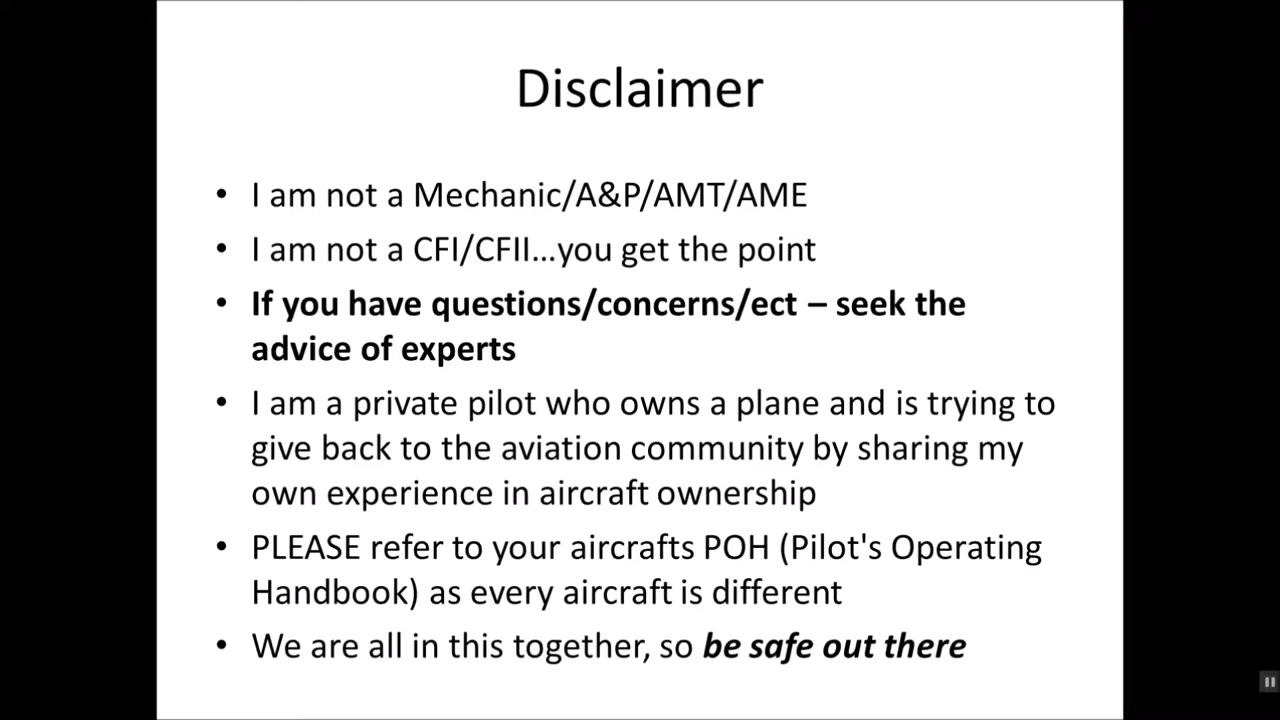 Disclaimer
• I am not a Mechanic/A&P/AMT/AME
• I am not a CFI/CFII...you get the point
• If you have questions/concerns/ect – seek the
advice of experts
• I am a private pilot who owns a plane and is trying to
give back to the aviation community by sharing my
own experience in aircraft ownership
• PLEASE refer to your aircrafts POH (Pilot's Operating
Handbook) as every aircraft is different
• We are all in this together, so be safe out there